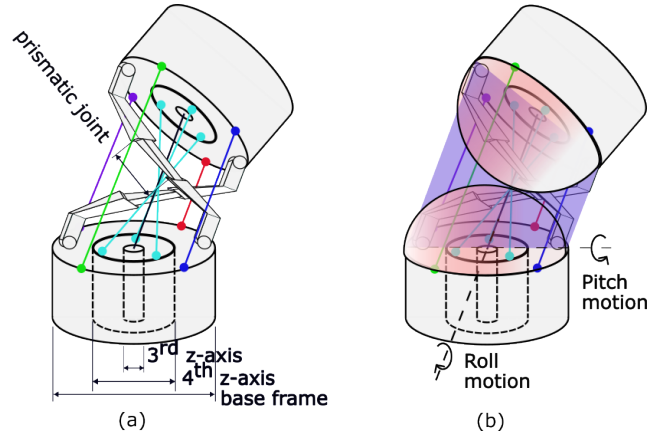 prismatic joint
3rd z-axis
4th z-axis
base frame
(a)
Pitch
motion
Roll
motion
(b)